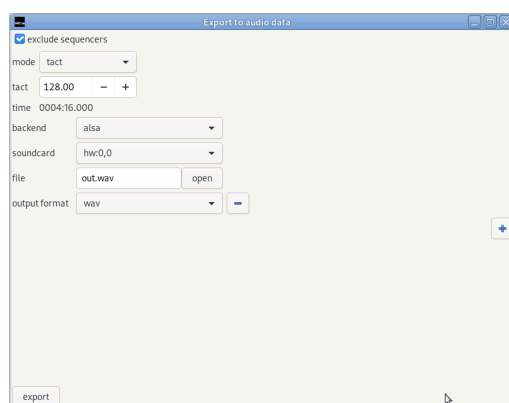 Export to audio data
exclude sequencers
mode tact
tact 128.00 − +
time 0004:16.000
backend alsa
soundcard hw:0,0
file out.wav open
output format wav
export